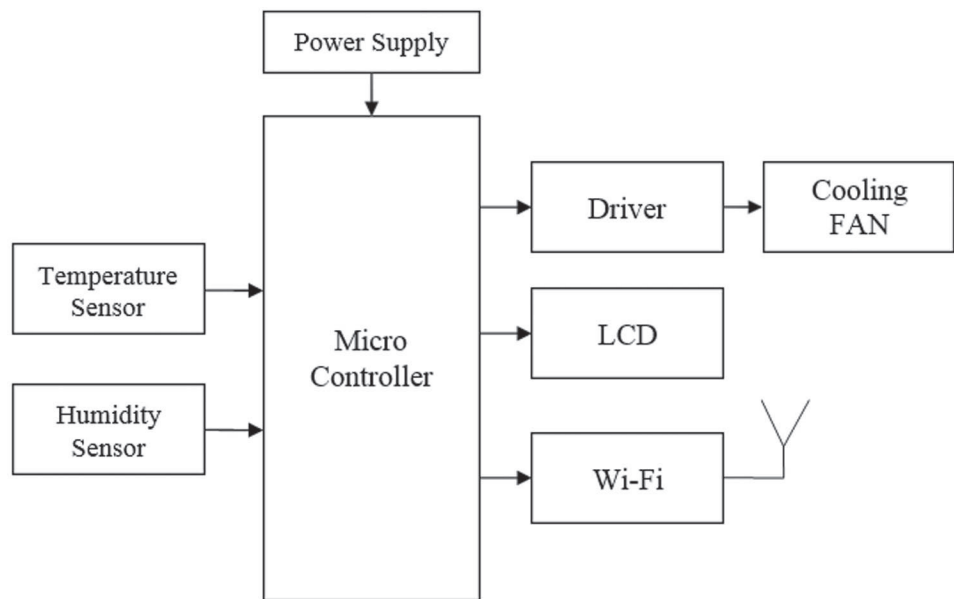 Power Supply
Driver
Cooling
FAN
Temperature
Sensor
LCD
Micro
Controller
Humidity
Sensor
Wi-Fi